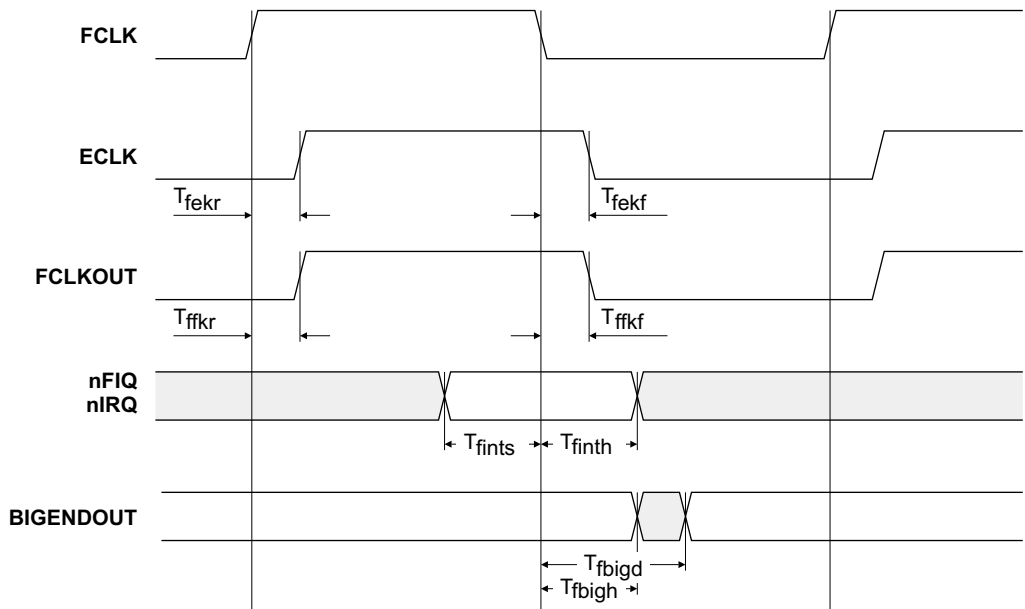 FCLK
ECLK
Tfekr
Tfekf
FCLKOUT
Tffkr
Tffkf
nFIQ
nIRQ
Tfints
Tfinth
BIGENDOUT
Tfbigd
Tfbigh